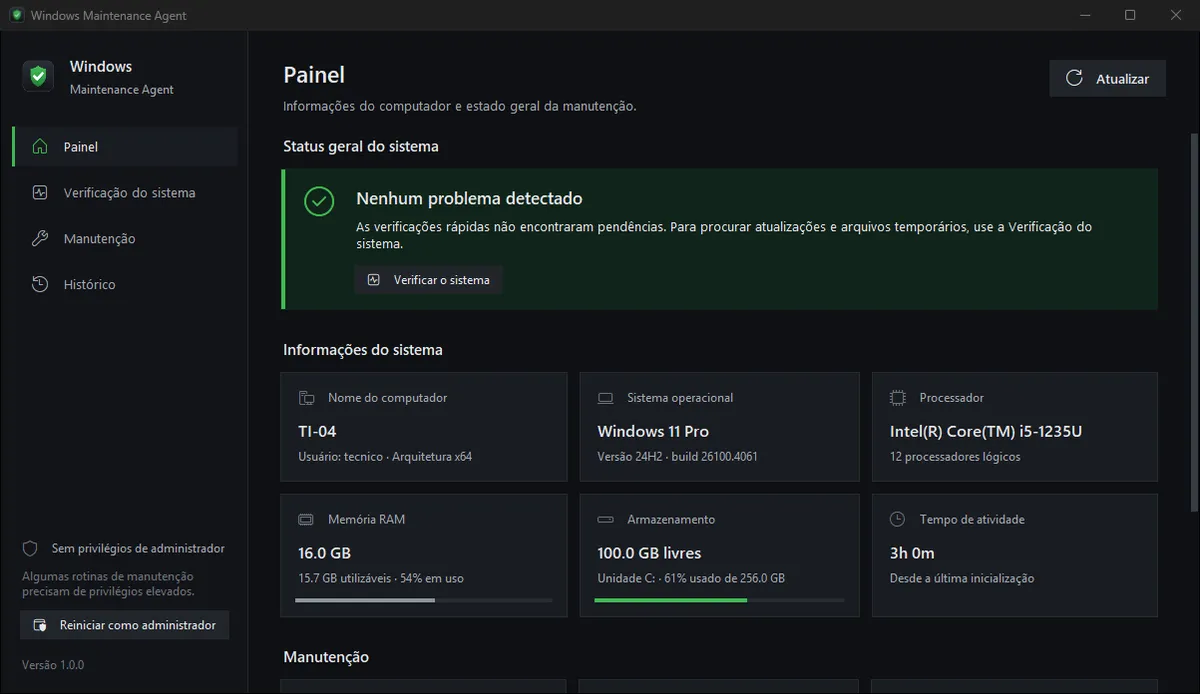 Windows Maintenance Agent
Windows
Maintenance Agent
Painel
Verificação do sistema
Manutenção
Histórico
Sem privilégios de administrador
Algumas rotinas de manutenção
precisam de privilégios elevados.
Reiniciar como administrador
Versão 1.0.0
Painel
Atualizar
Informações do computador e estado geral da manutenção.
Status geral do sistema
Nenhum problema detectado
As verificações rápidas não encontraram pendências. Para procurar atualizações e arquivos temporários, use a Verificação do
sistema.
Verificar o sistema
Informações do sistema
Nome do computador
TI-04
Usuário: tecnico · Arquitetura x64
Sistema operacional
Windows 11 Pro
Versão 24H2 · build 26100.4061
Processador
Intel(R) Core(TM) i5-1235U
12 processadores lógicos
Memória RAM
16.0 GB
15.7 GB utilizáveis · 54% em uso
Armazenamento
100.0 GB livres
Unidade C: · 61% usado de 256.0 GB
Tempo de atividade
3h 0m
Desde a última inicialização
Manutenção